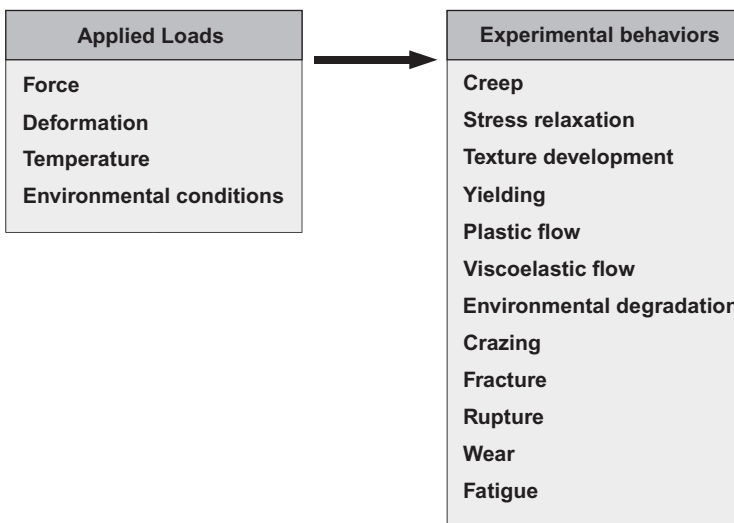 Applied Loads
Force
Deformation
Temperature
Environmental conditions
Experimental behaviors
Creep
Stress relaxation
Texture development
Yielding
Plastic flow
Viscoelastic flow
Environmental degradation
Crazing
Fracture
Rupture
Wear
Fatigue